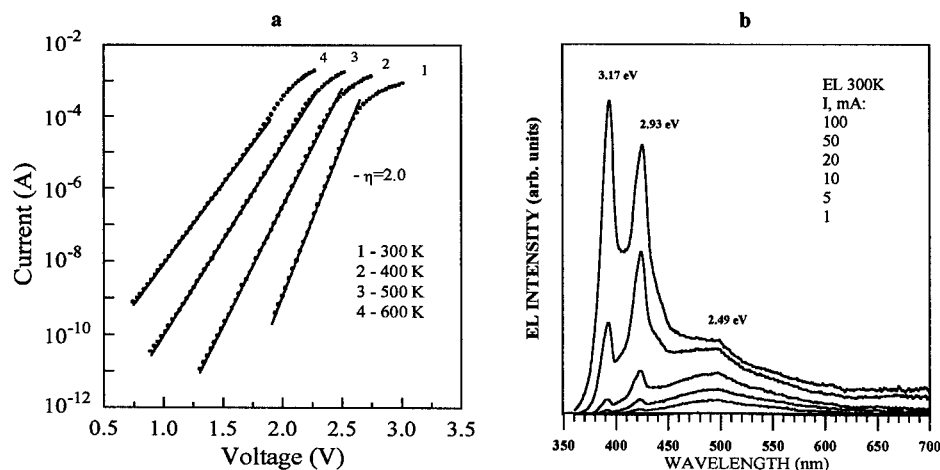 a
10-2
10-4
10-6
10-8
10-10
10-12
0.5 1.0 1.5 2.0 2.5 3.0 3.5
Current (A)
Voltage (V)
4 3 2 1
- η=2.0
1 - 300 K
2 - 400 K
3 - 500 K
4 - 600 K
b
3.17 eV
2.93 eV
2.49 eV
EL 300K
I, mA:
100
50
20
10
5
1
EL INTENSITY (arb. units)
350 400 450 500 550 600 650 700
WAVELENGTH (nm)